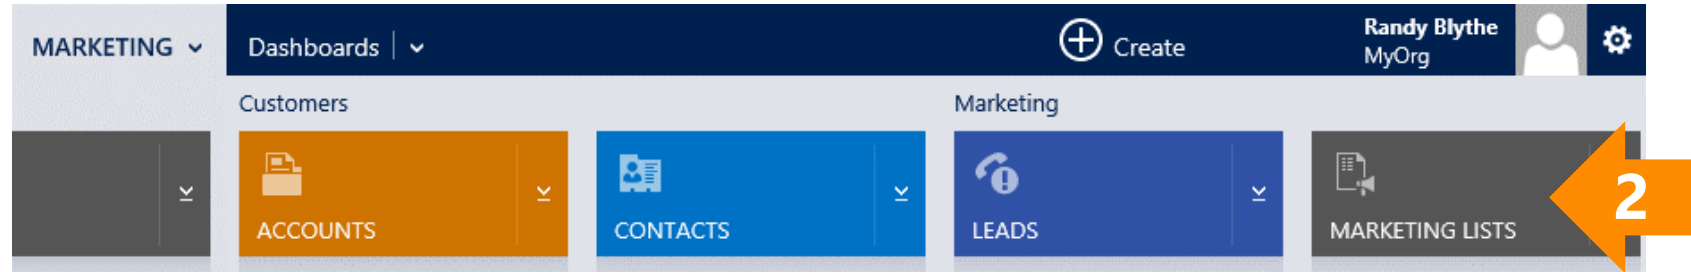 MARKETING
Dashboards
Create
Randy Blythe
MyOrg
Customers
Marketing
ACCOUNTS
CONTACTS
LEADS
MARKETING LISTS
2